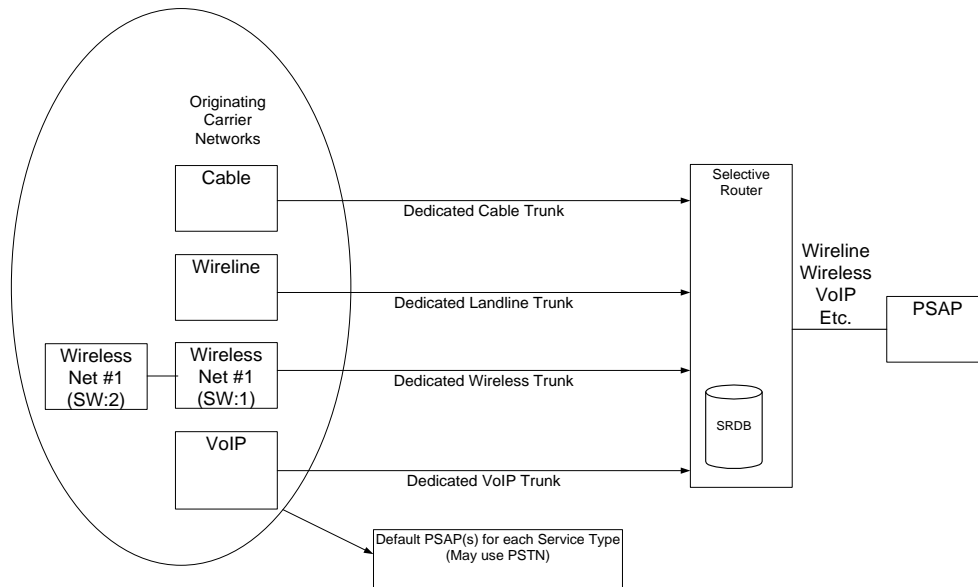 Originating
Carrier
Networks
Cable
Dedicated Cable Trunk
Selective
Router
Wireline
Dedicated Landline Trunk
Wireline
Wireless
VoIP
Etc.
PSAP
Wireless
Net #1
(SW:2)
Wireless
Net #1
(SW:1)
Dedicated Wireless Trunk
SRDB
VoIP
Dedicated VoIP Trunk
Default PSAP(s) for each Service Type
(May use PSTN)